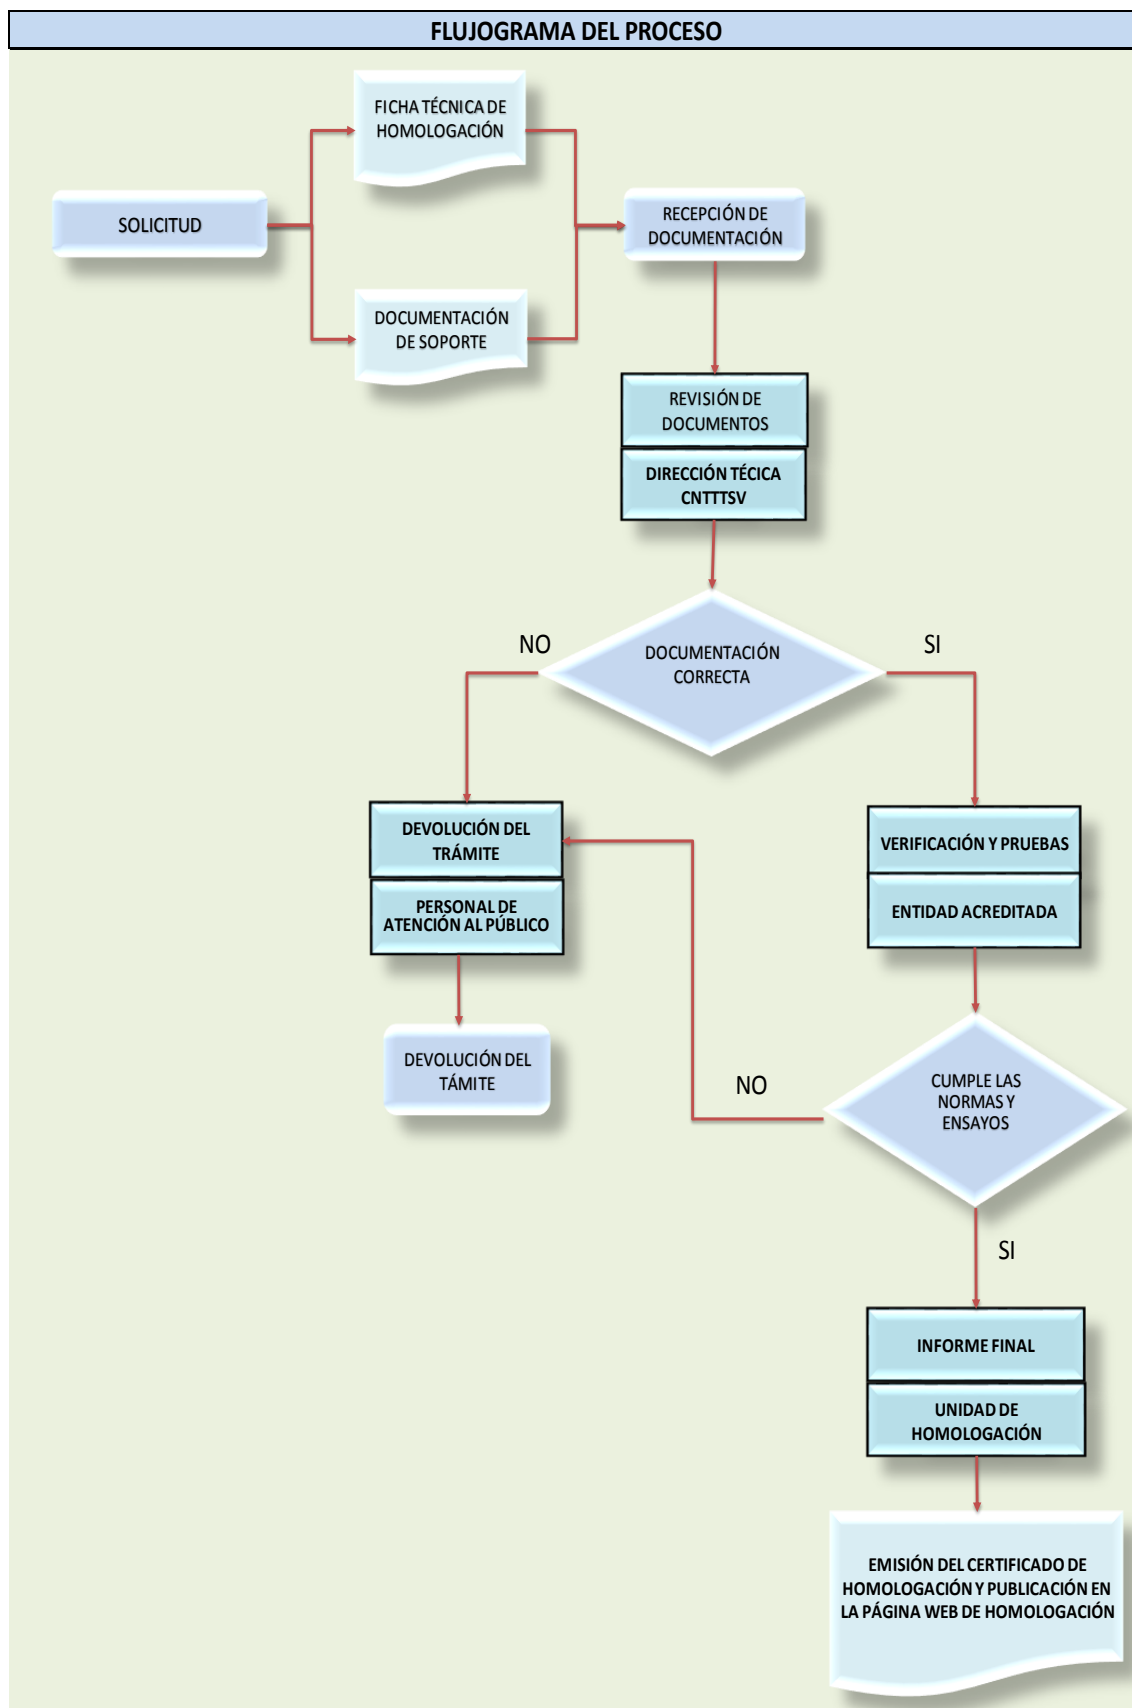 FLUJOGRAMA DEL PROCESO
FICHA TÉCNICA DE
HOMOLOGACIÓN
SOLICITUD
RECEPCIÓN DE
DOCUMENTACIÓN
DOCUMENTACIÓN
DE SOPORTE
REVISIÓN DE
DOCUMENTOS
DIRECCIÓN TÉCICA
CNTTTSV
NO
DOCUMENTACIÓN
CORRECTA
SI
DEVOLUCIÓN DEL
TRÁMITE
PERSONAL DE
ATENCIÓN AL PÚBLICO
VERIFICACIÓN Y PRUEBAS
ENTIDAD ACREDITADA
DEVOLUCIÓN DEL
TÁMITE
NO
CUMPLE LAS
NORMAS Y
ENSAYOS
SI
INFORME FINAL
UNIDAD DE
HOMOLOGACIÓN
EMISIÓN DEL CERTIFICADO DE
HOMOLOGACIÓN Y PUBLICACIÓN EN
LA PÁGINA WEB DE HOMOLOGACIÓN